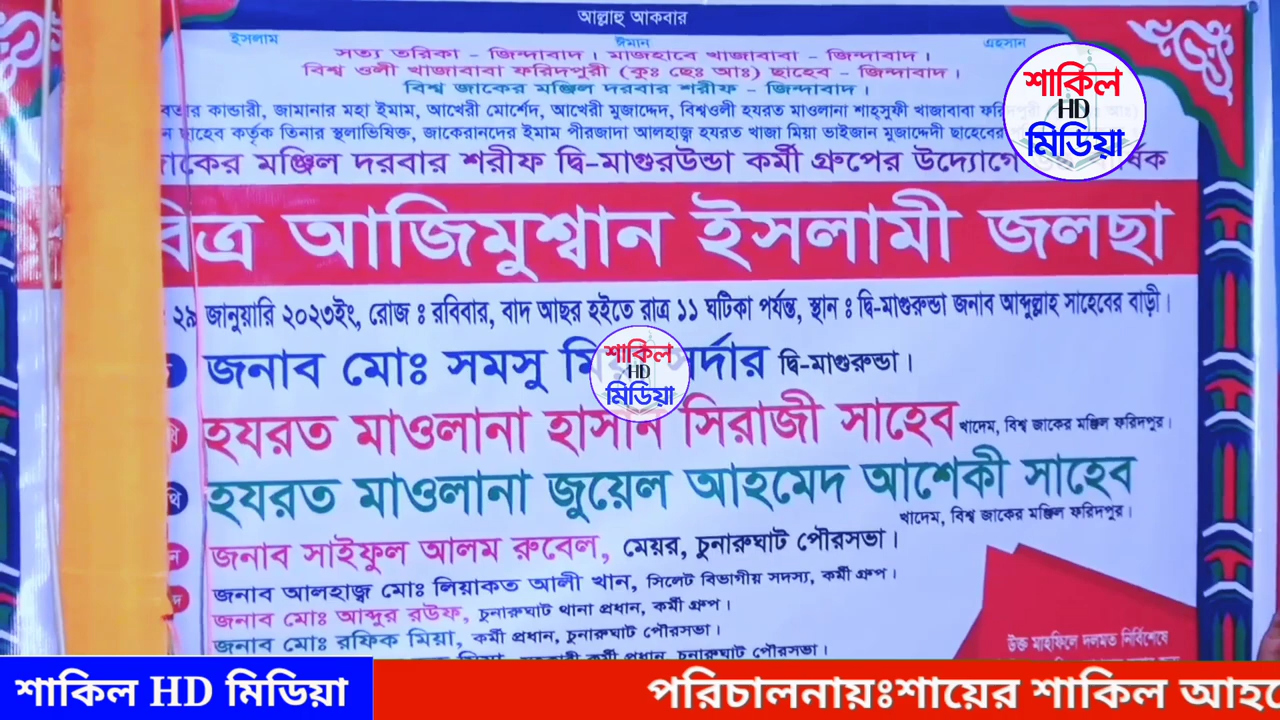 আল্লাহু আকবার
ইসলাম ঈমান এহসান
সত্য তরিকা - জিন্দাবাদ। মাজহাবে খাজাবাবা - জিন্দাবাদ।
বিশ্ব ওলী খাজাবাবা ফরিদপুরী (কুঃ ছেঃ আঃ) ছাহেব - জিন্দাবাদ।
বিশ্ব জাকের মঞ্জিল দরবার শরীফ - জিন্দাবাদ।
কান্ডারী, জামানার মহা ইমাম, আখেরী মোর্শেদ, আখেরী মুজাদ্দেদ, বিশ্বওলী হযরত মাওলানা শাহ্সুফী খাজাবাবা
ছাহেব কর্তৃক তিনার স্থলাভিষিক্ত, জাকেরানদের ইমাম পীরজাদা আলহাজ্ব হযরত খাজা মিয়া ভাইজান মুজাদ্দেদী ছাহেবের
জাকের মঞ্জিল দরবার শরীফ দ্বি-মাগুরউন্ডা কর্মী গ্রুপের উদ্যোগে
আজিমুশ্বান ইসলামী জলছা
২৯ জানুয়ারি ২০২৩ইং, রোজ ঃ রবিবার, বাদ আছর হইতে রাত্র ১১ ঘটিকা পর্যন্ত, স্থান ঃ দ্বি-মাগুরুন্ডা জনাব আব্দুল্লাহ সাহেবের বাড়ী।
জনাব মোঃ সমসু দ্বি-মাগুরুন্ডা।
হযরত মাওলানা হাসান সিরাজী সাহেব খাদেম, বিশ্ব জাকের মঞ্জিল ফরিদপুর।
হযরত মাওলানা জুয়েল আহমেদ আশেকী সাহেব
খাদেম, বিশ্ব জাকের মঞ্জিল ফরিদপুর।
জনাব সাইফুল আলম রুবেল, মেয়র, চুনারুঘাট পৌরসভা।
জনাব আলহাজ্ব মোঃ লিয়াকত আলী খান, সিলেট বিভাগীয় সদস্য, কর্মী গ্রুপ।
জনাব মোঃ আব্দুর রউফ, চুনারুঘাট থানা প্রধান, কর্মী গ্রুপ।
জনাব মোঃ রফিক মিয়া, কর্মী প্রধান, চুনারুঘাট পৌরসভা।
কর্মী প্রধান, চুনারুঘাট পৌরসভা।
উক্ত মাহফিলে দলমত নির্বিশেষে
শাকিল
HD
মিডিয়া
শাকিল
HD
মিডিয়া
শাকিল HD মিডিয়া
পরিচালনায়ঃশায়ের শাকিল